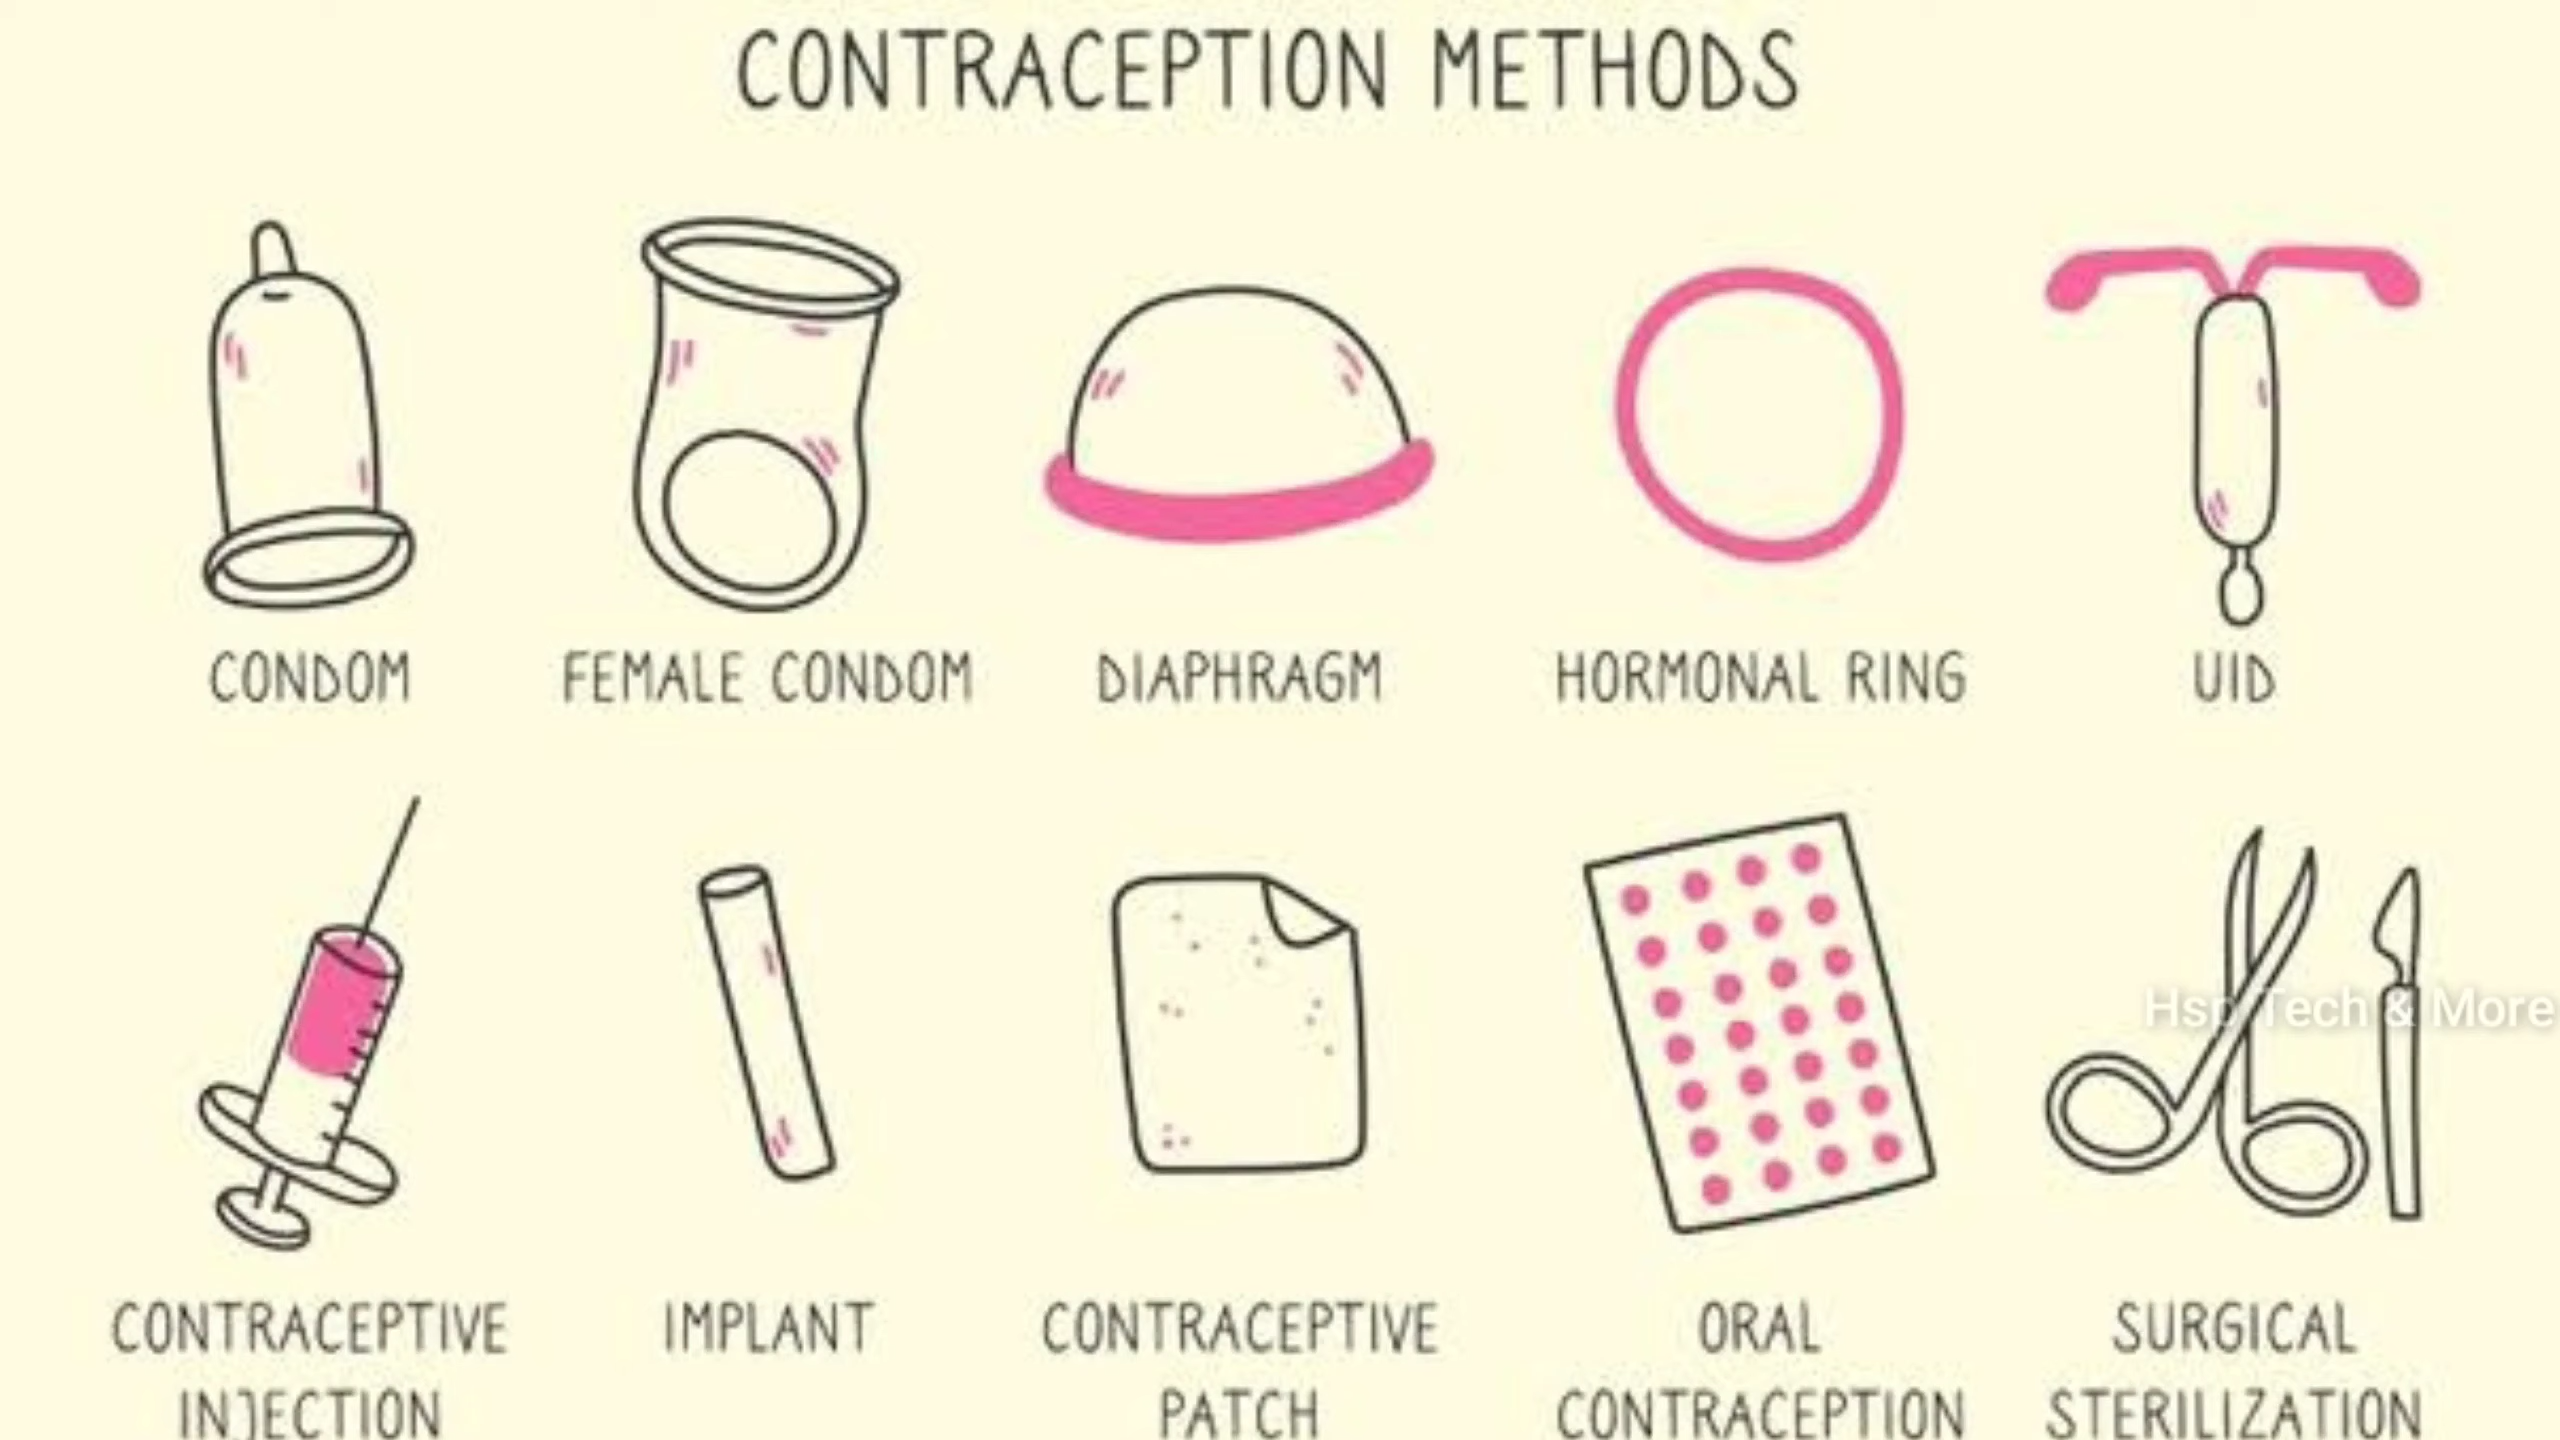 CONTRACEPTION METHODS
CONDOM
FEMALE CONDOM
DIAPHRAGM
HORMONAL RING
UID
Hsp Tech & More
CONTRACEPTIVE
INJECTION
IMPLANT
CONTRACEPTIVE
PATCH
ORAL
CONTRACEPTION
SURGICAL
STERILIZATION